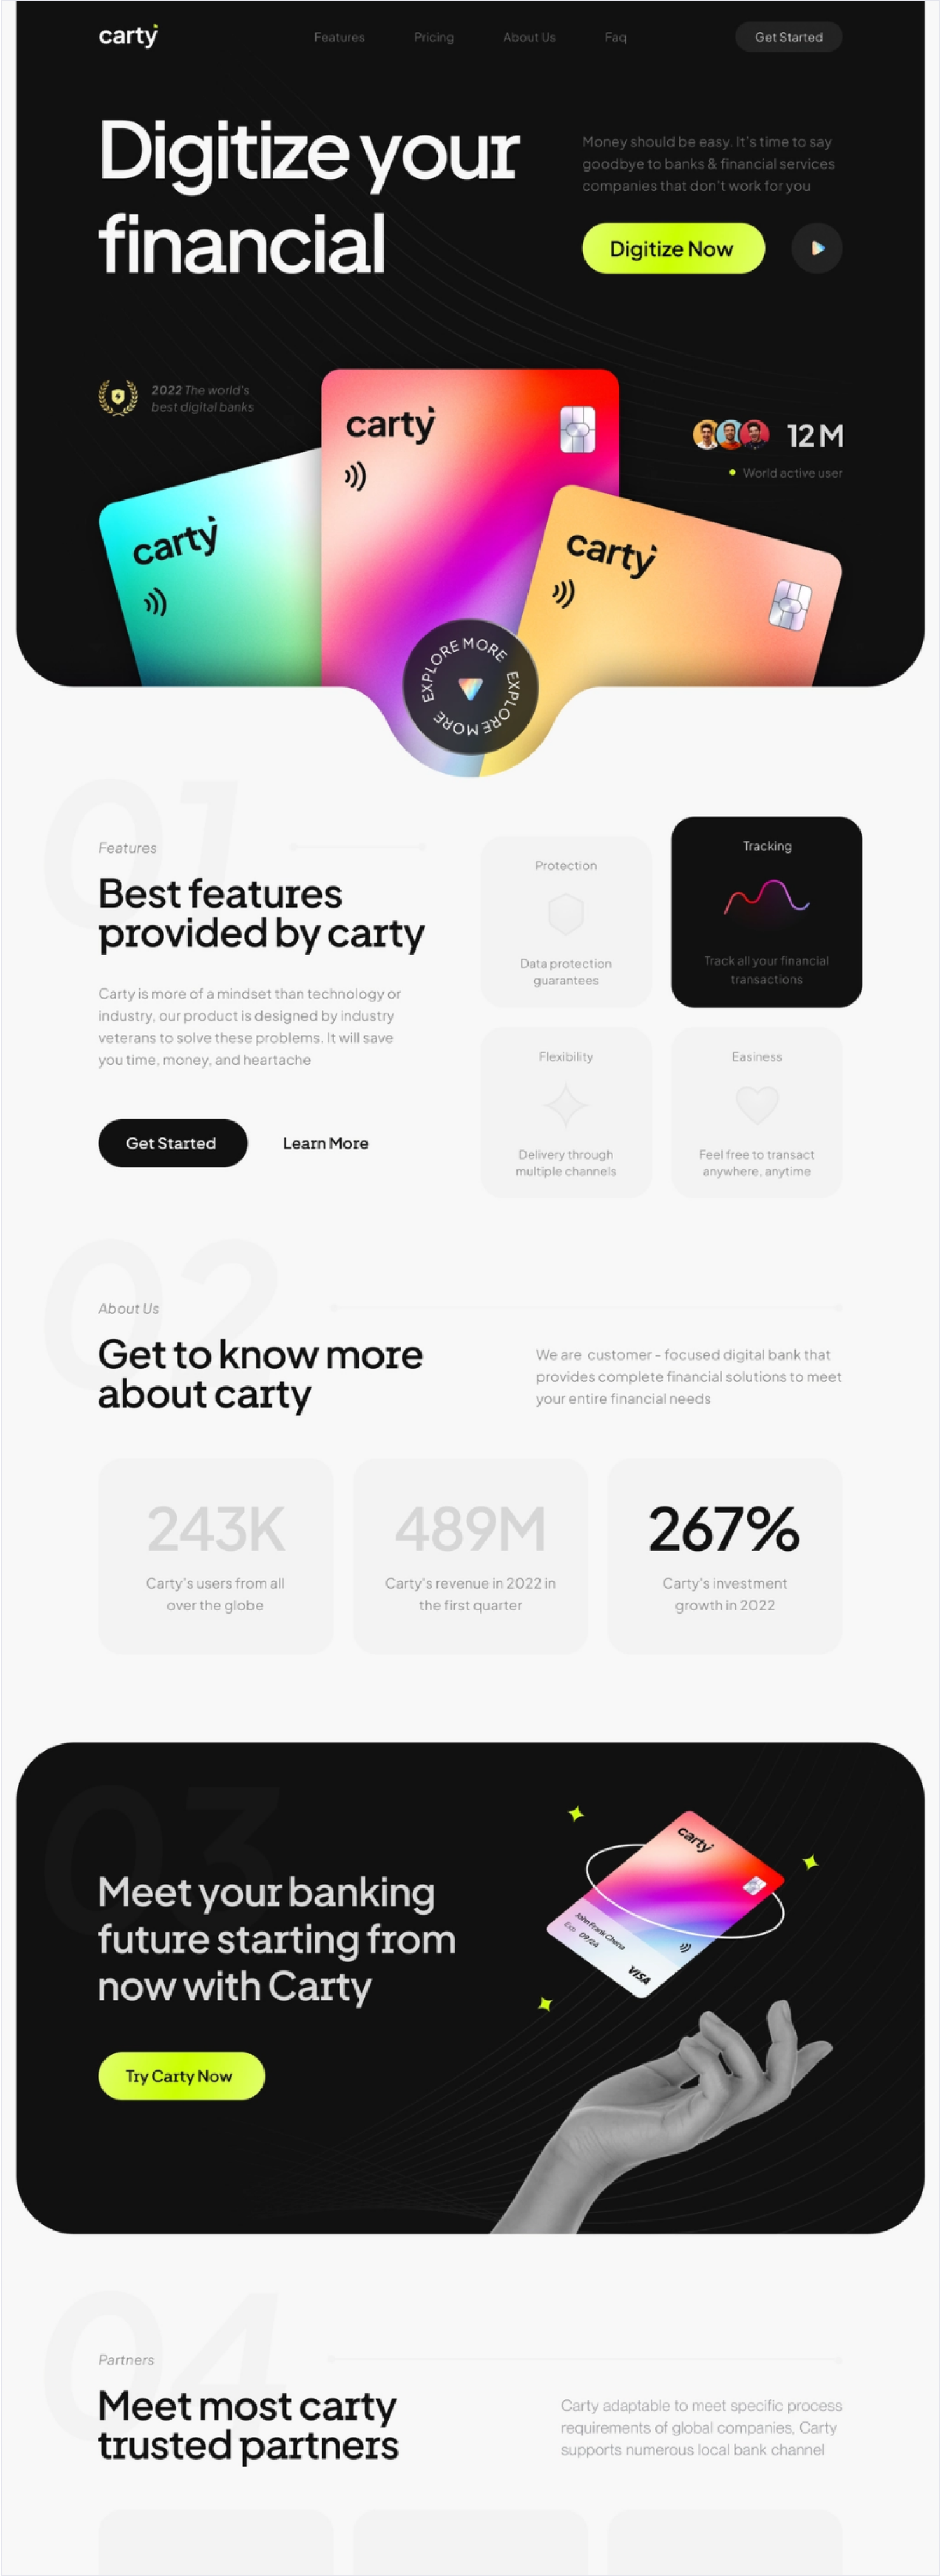 carty
Features
Pricing
About Us
Faq
Get Started
Digitize your
financial
Money should be easy. It's time to say
goodbye to banks & financial services
companies that don't work for you
Digitize Now
2022 The world's
best digital banks
carty
carty
carty
12 M
World active user
EXPLORE MORE EXPLORE MORE EXPLORE MORE
01
Features
Best features
provided by carty
Carty is more of a mindset than technology or
industry, our product is designed by industry
veterans to solve these problems. It will save
you time, money, and heartache
Get Started
Learn More
Protection
Data protection
guarantees
Tracking
Track all your financial
transactions
Flexibility
Delivery through
multiple channels
Easiness
Feel free to transact
anywhere, anytime
02
About Us
Get to know more
about carty
We are customer - focused digital bank that
provides complete financial solutions to meet
your entire financial needs
243K
Carty's users from all
over the globe
489M
Carty's revenue in 2022 in
the first quarter
267%
Carty's investment
growth in 2022
03
Meet your banking
future starting from
now with Carty
Try Carty Now
carty
John Frank Chena
Exp 09/24
VISA
04
Partners
Meet most carty
trusted partners
Carty adaptable to meet specific process
requirements of global companies, Carty
supports numerous local bank channel